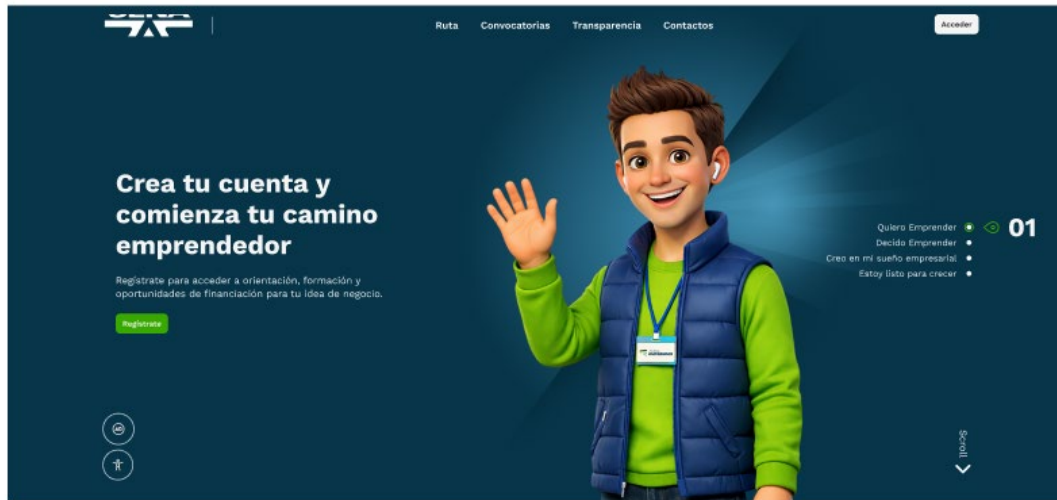 SENA
Ruta Convocatorias Transparencia Contactos
Acceder
Crea tu cuenta y
comienza tu camino
emprendedor
Regístrate para acceder a orientación, formación y
oportunidades de financiación para tu idea de negocio.
Regístrate
Quiero Emprender
01
Decido Emprender
Creo en mi sueño empresarial
Estoy listo para crecer
Scroll